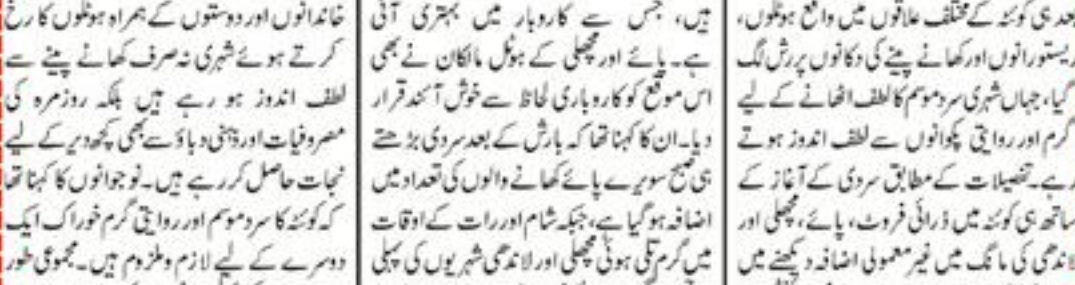 بعد ہی کوئٹہ کے مختلف علاقوں میں واقع ہوٹلوں،
ریستورانوں اور کھانے پینے کی دکانوں پر رش لگ
گیا، جہاں شہری سرد موسم کا لطف اٹھانے کے لیے
گرم اور روایتی پکوانوں سے لطف اندوز ہوتے
رہے۔ تفصیلات کے مطابق سردی کے آغاز کے
ساتھ ہی کوئٹہ میں ڈرائی فروٹ، پائے، مچھلی اور
لاندھی کی مانگ میں غیر معمولی اضافہ دیکھنے میں
ہیں، جس سے کاروبار میں بہتری آئی
ہے۔ پائے اور مچھلی کے ہوٹل مالکان نے بھی
اس موقع کو کاروباری لحاظ سے خوش آئند قرار
دیا۔ ان کا کہنا تھا کہ بارش کے بعد سردی بڑھتے
ہی صبح سویرے پائے کھانے والوں کی تعداد میں
اضافہ ہو گیا ہے، جبکہ شام اور رات کے اوقات
میں گرم تلی ہوئی مچھلی اور لاندھی شہریوں کی پہلی
خاندانوں اور دوستوں کے ہمراہ ہوٹلوں کا رخ
کرتے ہوئے شہری نہ صرف کھانے پینے سے
لطف اندوز ہو رہے ہیں بلکہ روزمرہ کی
مصروفیات اور ذہنی دباؤ سے بھی کچھ دیر کے لیے
نجات حاصل کر رہے ہیں۔ نوجوانوں کا کہنا تھا
کہ کوئٹہ کا سرد موسم اور روایتی گرم خوراک ایک
دوسرے کے لیے لازم و ملزوم ہیں۔ مجموعی طور